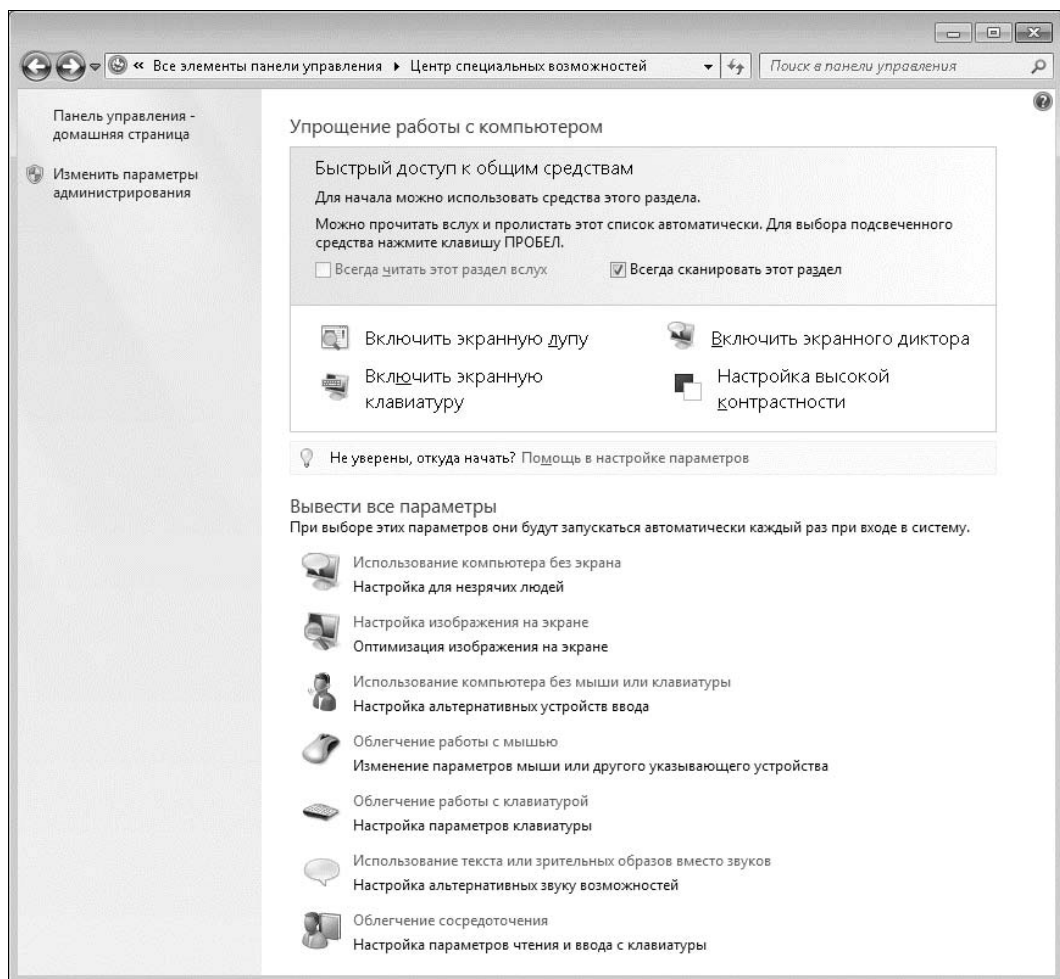 « Все элементы панели управления ▸ Центр специальных возможностей
Поиск в панели управления
Панель управления -
домашняя страница
Изменить параметры
администрирования
Упрощение работы с компьютером
Быстрый доступ к общим средствам
Для начала можно использовать средства этого раздела.
Можно прочитать вслух и пролистать этот список автоматически. Для выбора подсвеченного
средства нажмите клавишу ПРОБЕЛ.
Всегда читать этот раздел вслух
Всегда сканировать этот раздел
Включить экранную лупу
Включить экранного диктора
Включить экранную
клавиатуру
Настройка высокой
контрастности
Не уверены, откуда начать? Помощь в настройке параметров
Вывести все параметры
При выборе этих параметров они будут запускаться автоматически каждый раз при входе в систему.
Использование компьютера без экрана
Настройка для незрячих людей
Настройка изображения на экране
Оптимизация изображения на экране
Использование компьютера без мыши или клавиатуры
Настройка альтернативных устройств ввода
Облегчение работы с мышью
Изменение параметров мыши или другого указывающего устройства
Облегчение работы с клавиатурой
Настройка параметров клавиатуры
Использование текста или зрительных образов вместо звуков
Настройка альтернативных звуку возможностей
Облегчение сосредоточения
Настройка параметров чтения и ввода с клавиатуры